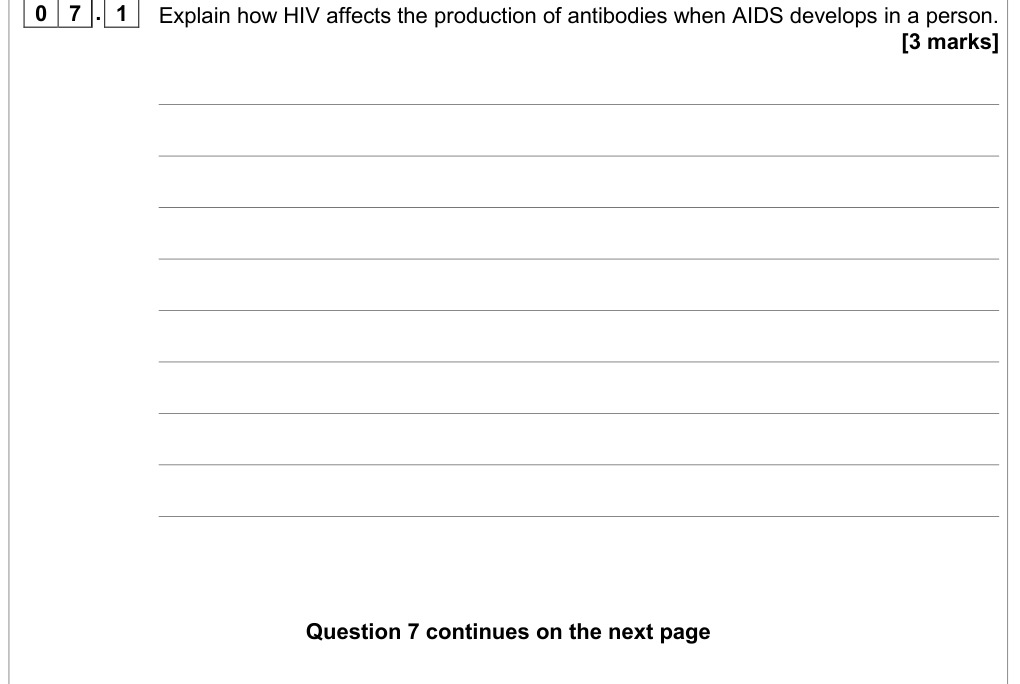 0 7 . 1 Explain how HIV affects the production of antibodies when AIDS develops in a person.
[3 marks]
Question 7 continues on the next page